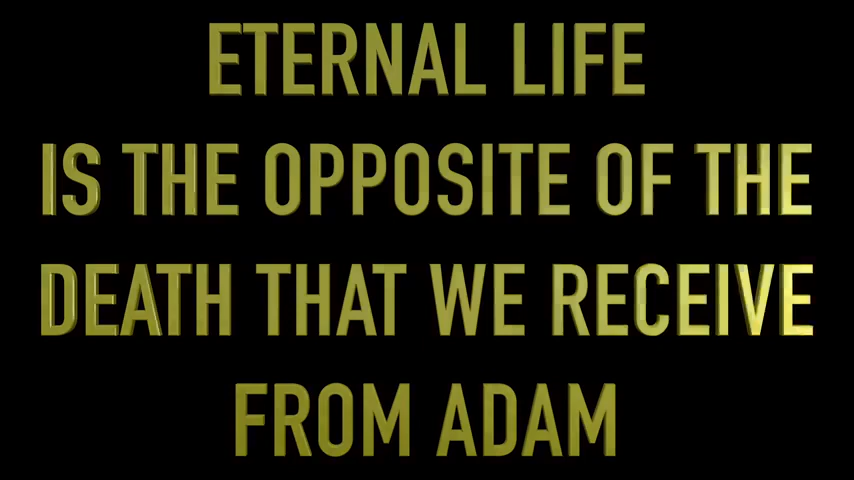 ETERNAL LIFE
IS THE OPPOSITE OF THE
DEATH THAT WE RECEIVE
FROM ADAM